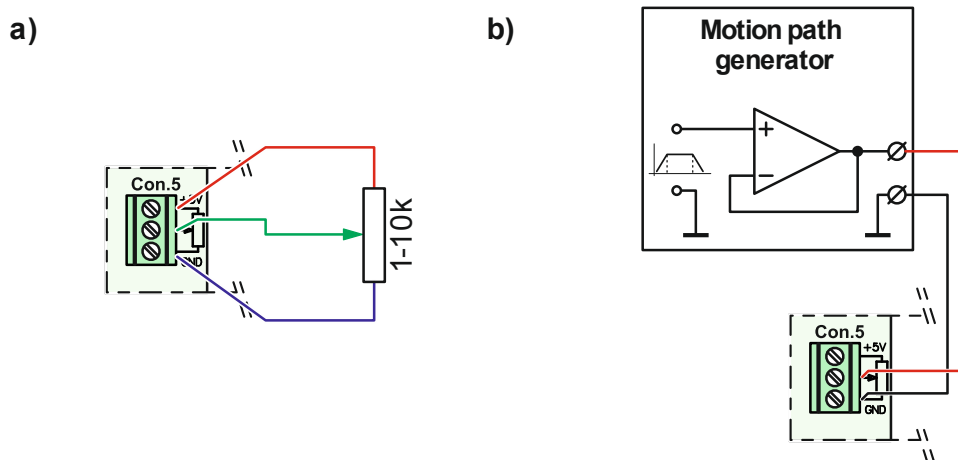 a)
Con.5
+5V
GND
1-10k
b)
Motion path
generator
+
−
Con.5
+5V
GND